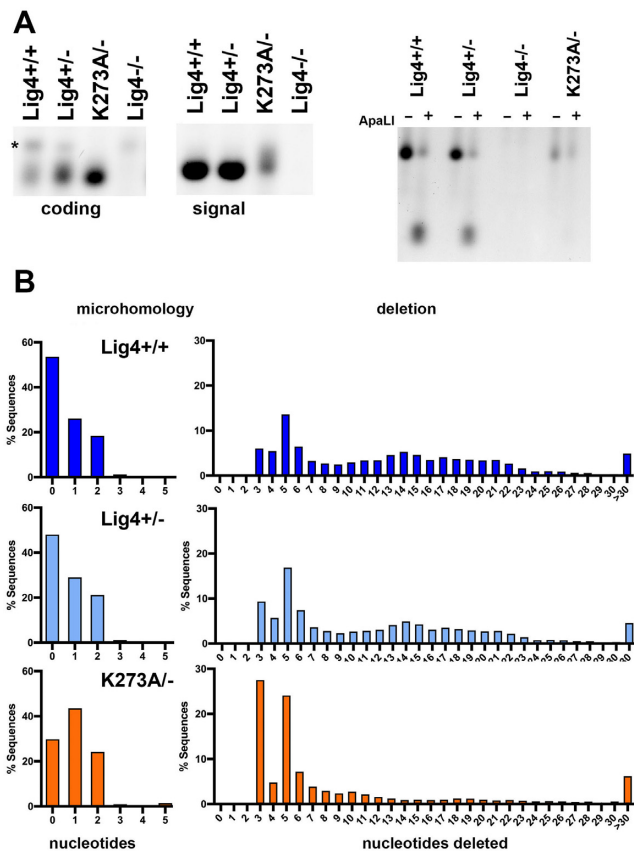 A
Lig4+/+
Lig4+/-
K273A/-
Lig4-/-
*
coding
Lig4+/+
Lig4+/-
K273A/-
Lig4-/-
signal
Lig4+/+
Lig4+/-
Lig4-/-
K273A/-
ApaLI
– + – + – + – +
B
microhomology
deletion
Lig4+/+
% Sequences
60
40
20
0
0 1 2 3 4 5
30
20
10
0
0 1 2 3 4 5 6 7 8 9 10 11 12 13 14 15 16 17 18 19 20 21 22 23 24 25 26 27 28 29 30 >30
Lig4+/-
% Sequences
60
40
20
0
0 1 2 3 4 5
% Sequences
30
20
10
0
0 1 2 3 4 5 6 7 8 9 10 11 12 13 14 15 16 17 18 19 20 21 22 23 24 25 26 27 28 29 30 >30
K273A/-
% Sequences
60
40
20
0
0 1 2 3 4 5
nucleotides
% Sequences
30
20
10
0
0 1 2 3 4 5 6 7 8 9 10 11 12 13 14 15 16 17 18 19 20 21 22 23 24 25 26 27 28 29 30 >30
nucleotides deleted